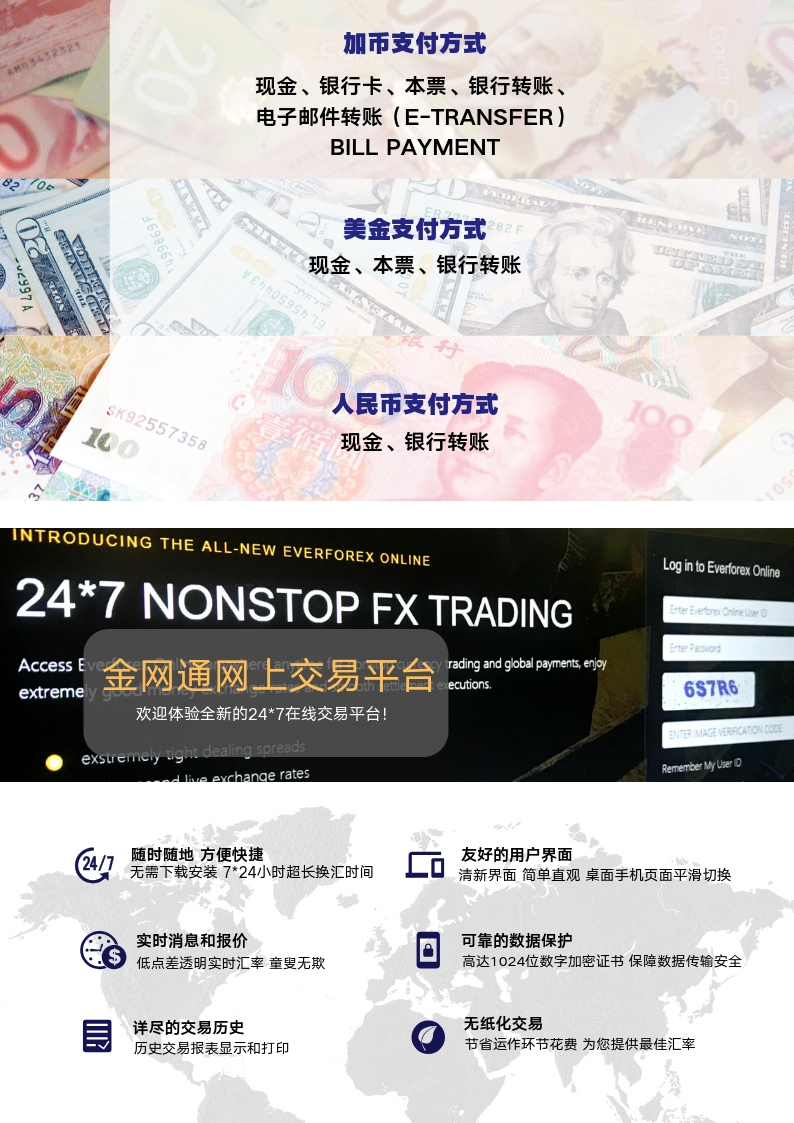 加币支付方式
现金、银行卡、本票、银行转账、
电子邮件转账（E-TRANSFER）
BILL PAYMENT
美金支付方式
现金、本票、银行转账
人民币支付方式
现金、银行转账
SK92557358
100
100
100
INTRODUCING THE ALL-NEW EVERFOREX ONLINE
24*7 NONSTOP FX TRADING
Log in to Everforex Online
Enter Everforex Online User ID
Enter Password
6S7R6
ENTER IMAGE VERIFICATION CODE
Remember My User ID
Access
trading and global payments, enjoy
extremely good money exchange rates and smooth settlement executions.
金网通网上交易平台
欢迎体验全新的24*7在线交易平台！
exstremely tight dealing spreads
and live exchange rates
随时随地 方便快捷
无需下载安装 7*24小时超长换汇时间
友好的用户界面
清新界面 简单直观 桌面手机页面平滑切换
24/7
实时消息和报价
低点差透明实时汇率 童叟无欺
可靠的数据保护
高达1024位数字加密证书 保障数据传输安全
详尽的交易历史
历史交易报表显示和打印
无纸化交易
节省运作环节花费 为您提供最佳汇率